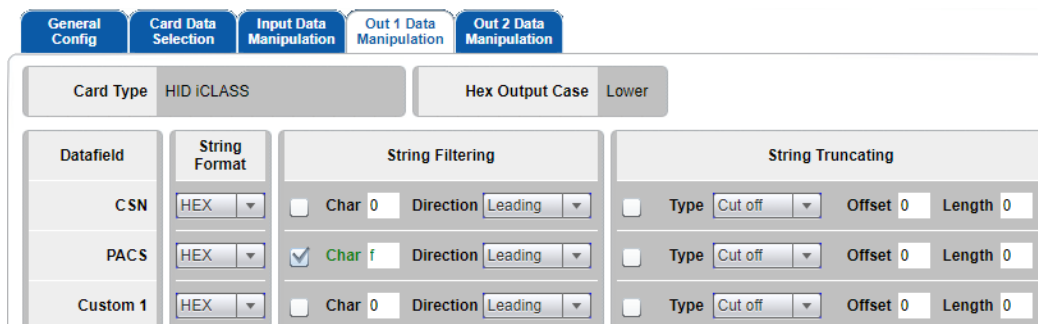 General Config Card Data Selection Input Data Manipulation Out 1 Data Manipulation Out 2 Data Manipulation
Card Type HID iCLASS Hex Output Case Lower
Datafield String Format String Filtering String Truncating
CSN HEX Char 0 Direction Leading Type Cut off Offset 0 Length 0
PACS HEX Char f Direction Leading Type Cut off Offset 0 Length 0
Custom 1 HEX Char 0 Direction Leading Type Cut off Offset 0 Length 0